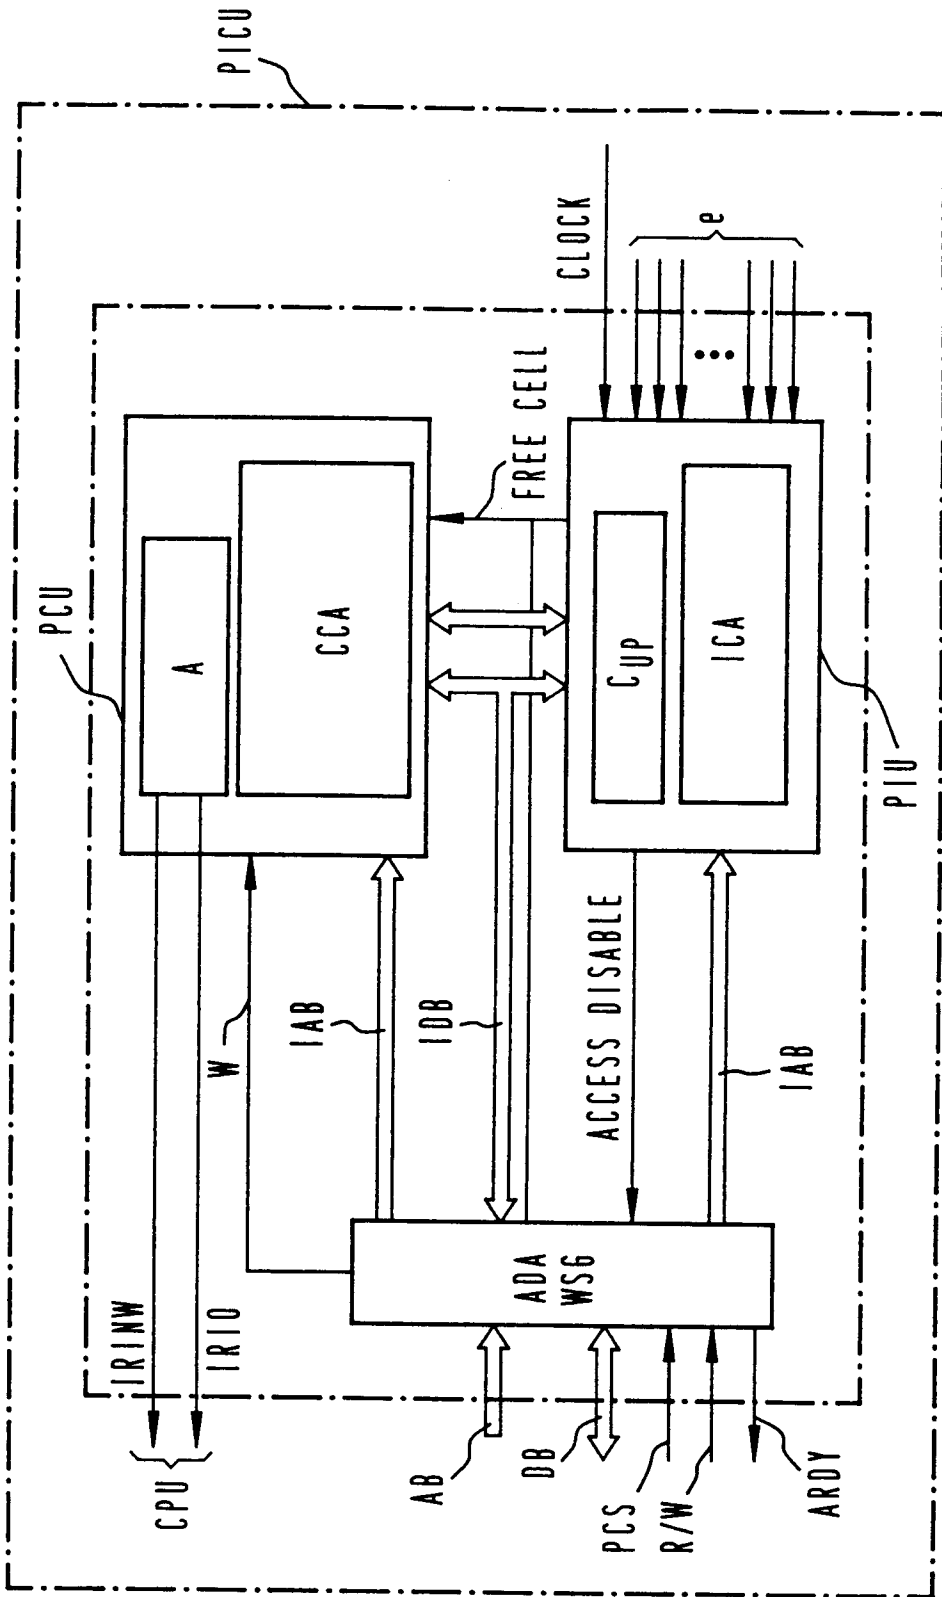 PICU
PCU
CLOCK
e
FREE CELL
A
CCA
C_UP
ICA
PIU
W
IAB
IDB
ACCESS DISABLE
IAB
ADA
WSG
IRINW
IRIO
CPU
AB
DB
PCS
R/W
ARDY